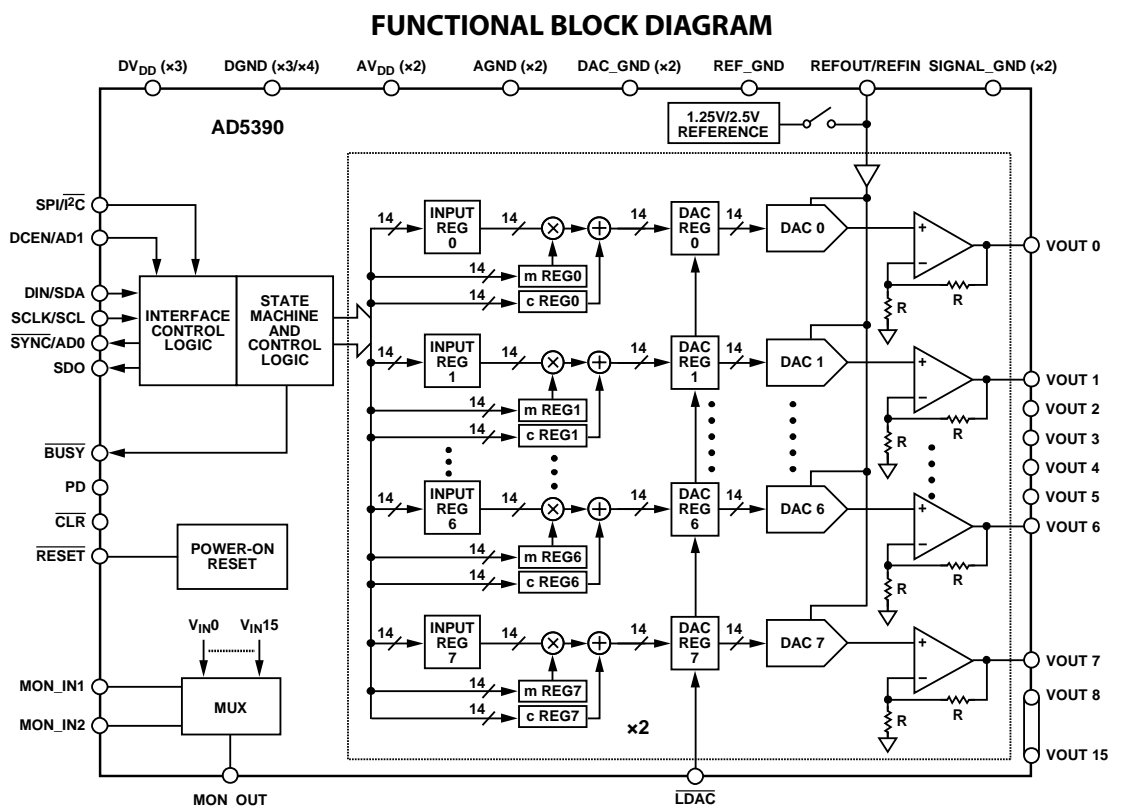 FUNCTIONAL BLOCK DIAGRAM
DVDD (×3)
DGND (×3/×4)
AVDD (×2)
AGND (×2)
DAC_GND (×2)
REF_GND
REFOUT/REFIN
SIGNAL_GND (×2)
AD5390
1.25V/2.5V
REFERENCE
SPI/I2C
DCEN/AD1
DIN/SDA
SCLK/SCL
SYNC/AD0
SDO
BUSY
PD
CLR
RESET
MON_IN1
MON_IN2
INTERFACE
CONTROL
LOGIC
STATE
MACHINE
AND
CONTROL
LOGIC
POWER-ON
RESET
VIN0
VIN15
MUX
MON_OUT
14
INPUT
REG
0
14
14
DAC
REG
0
14
DAC 0
+
–
R
R
VOUT 0
14
m REG0
14
c REG0
14
INPUT
REG
1
14
14
DAC
REG
1
14
DAC 1
+
–
R
R
VOUT 1
14
m REG1
14
c REG1
VOUT 2
VOUT 3
VOUT 4
VOUT 5
14
INPUT
REG
6
14
14
DAC
REG
6
14
DAC 6
+
–
R
R
VOUT 6
14
m REG6
14
c REG6
14
INPUT
REG
7
14
14
DAC
REG
7
14
DAC 7
+
–
R
R
VOUT 7
14
m REG7
14
c REG7
×2
VOUT 8
VOUT 15
LDAC